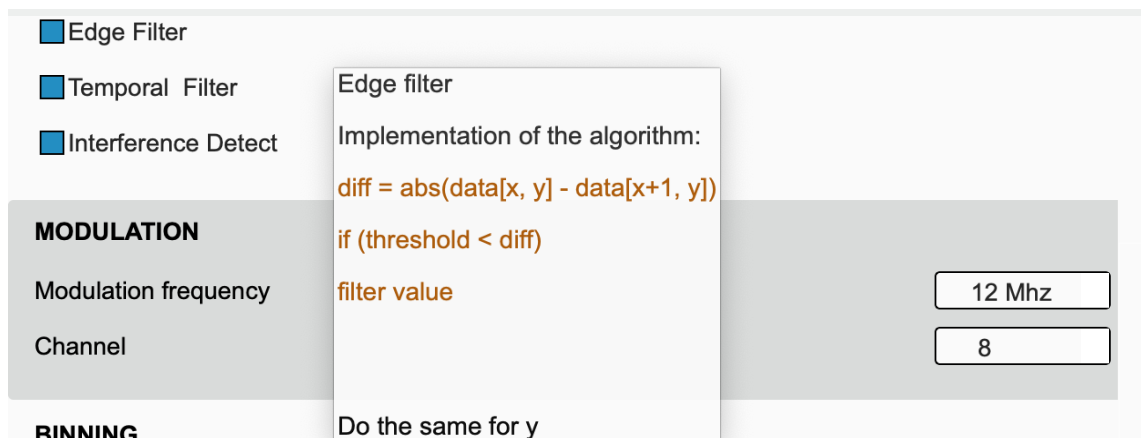 Edge Filter
Temporal  Filter
Interference Detect
Edge filter
Implementation of the algorithm:
diff = abs(data[x, y] - data[x+1, y])
if (threshold < diff)
filter value
Do the same for y
MODULATION
Modulation frequency
12 Mhz
Channel
8
BINNING